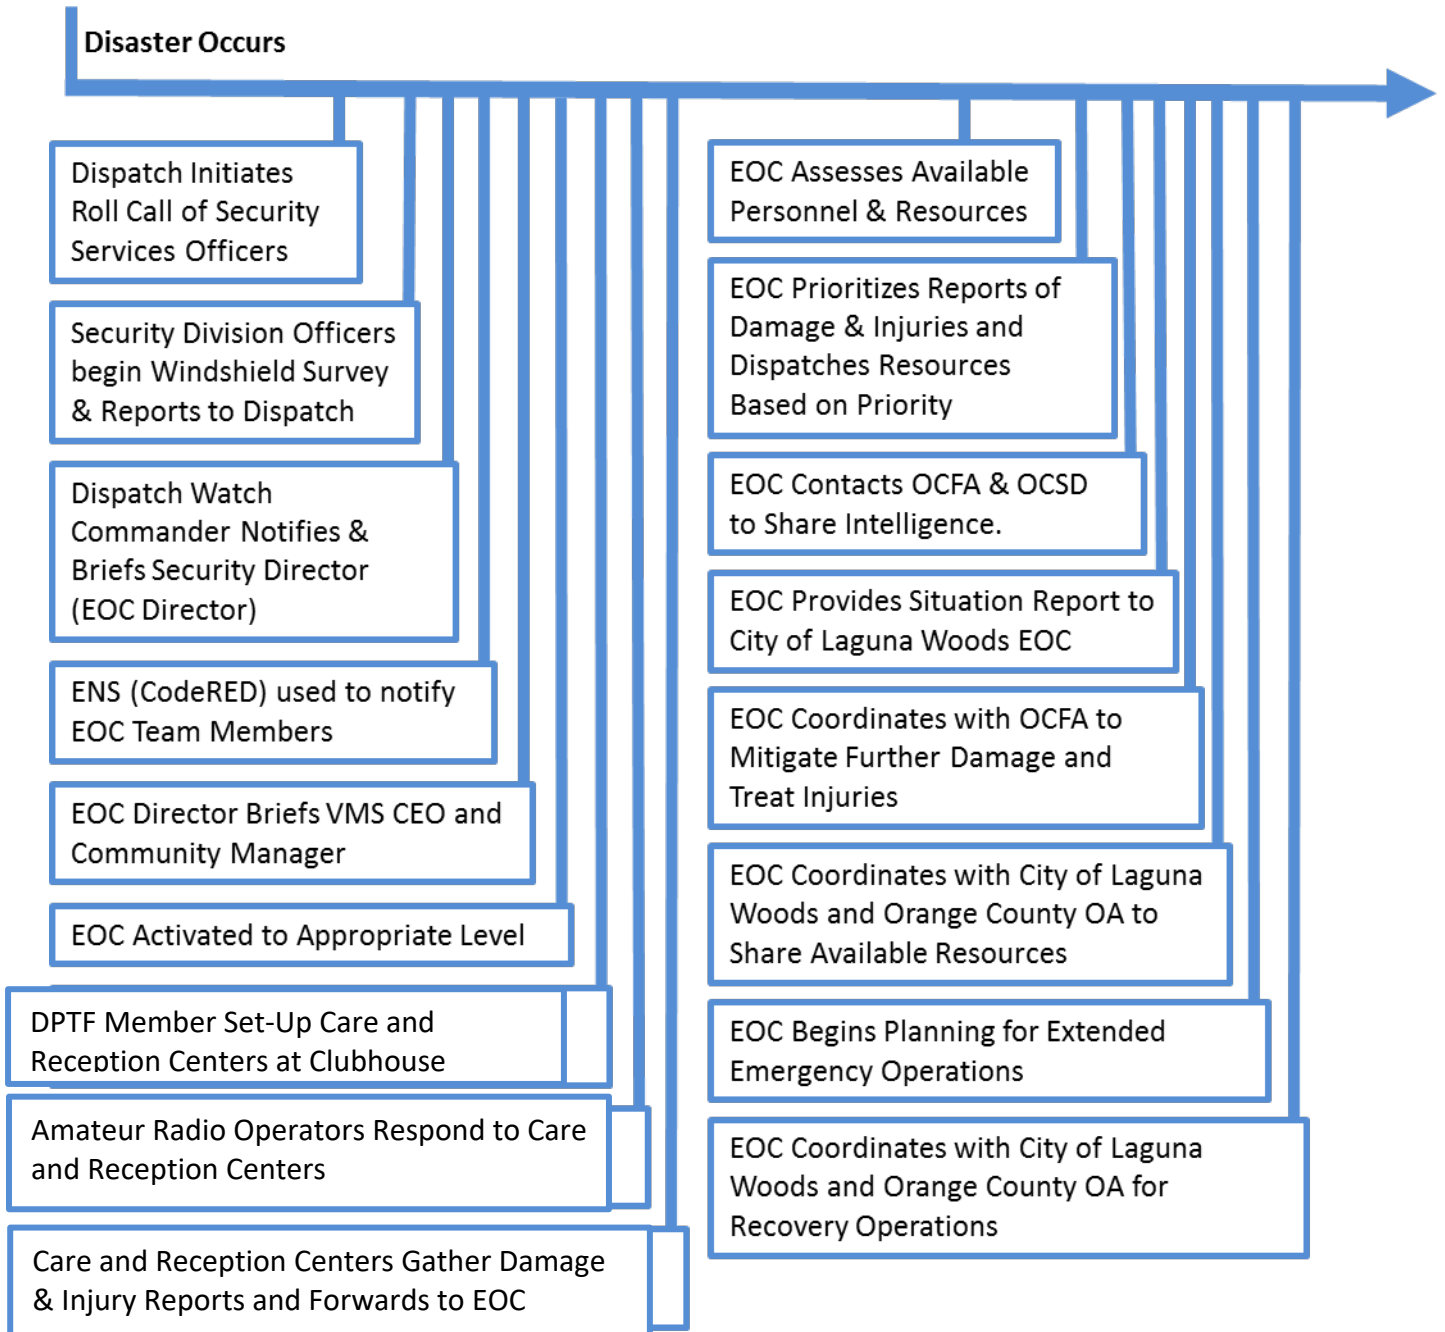 Disaster Occurs
Dispatch Initiates
Roll Call of Security
Services Officers
Security Division Officers
begin Windshield Survey
& Reports to Dispatch
Dispatch Watch
Commander Notifies &
Briefs Security Director
(EOC Director)
ENS (CodeRED) used to notify
EOC Team Members
EOC Director Briefs VMS CEO and
Community Manager
EOC Activated to Appropriate Level
DPTF Member Set-Up Care and
Reception Centers at Clubhouse
Amateur Radio Operators Respond to Care
and Reception Centers
Care and Reception Centers Gather Damage
& Injury Reports and Forwards to EOC
EOC Assesses Available
Personnel & Resources
EOC Prioritizes Reports of
Damage & Injuries and
Dispatches Resources
Based on Priority
EOC Contacts OCFA & OCSD
to Share Intelligence.
EOC Provides Situation Report to
City of Laguna Woods EOC
EOC Coordinates with OCFA to
Mitigate Further Damage and
Treat Injuries
EOC Coordinates with City of Laguna
Woods and Orange County OA to
Share Available Resources
EOC Begins Planning for Extended
Emergency Operations
EOC Coordinates with City of Laguna
Woods and Orange County OA for
Recovery Operations